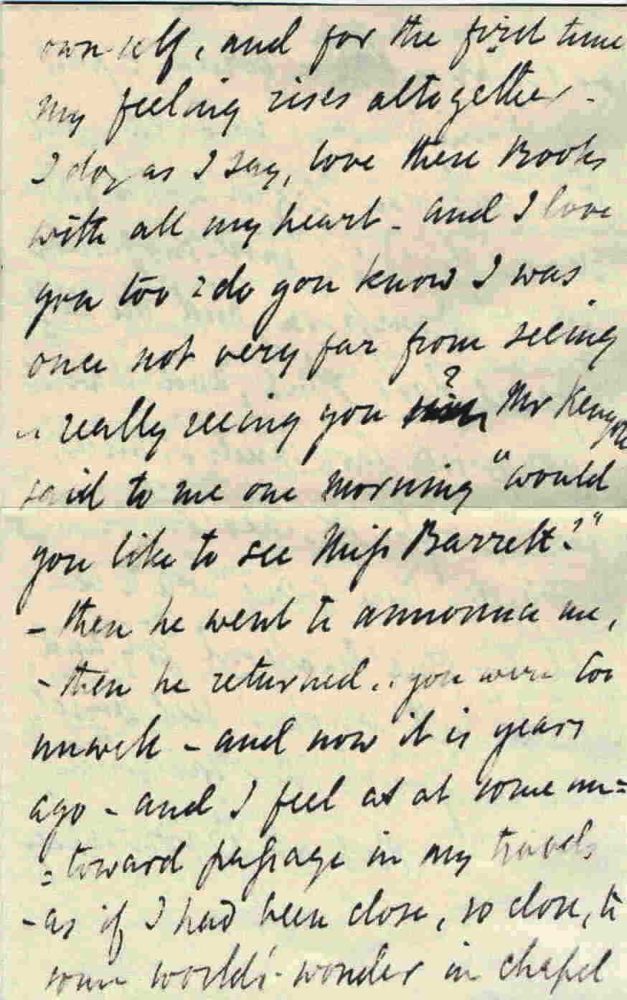 own self, and for the first time
my feeling rises altogether.
I do, as I say, love these Books
with all my heart - and I love
you too: do you know I was
once not very far from seeing
- really seeing you? Mr Kenyon
said to me one morning "would
you like to see Miss Barrett?"
- then he went to announce me,
- then he returned .. you were too
unwell - and now it is years
ago - and I feel as at some un=
=toward passage in my travels
- as if I had been close, so close, to
some world's-wonder in chapel